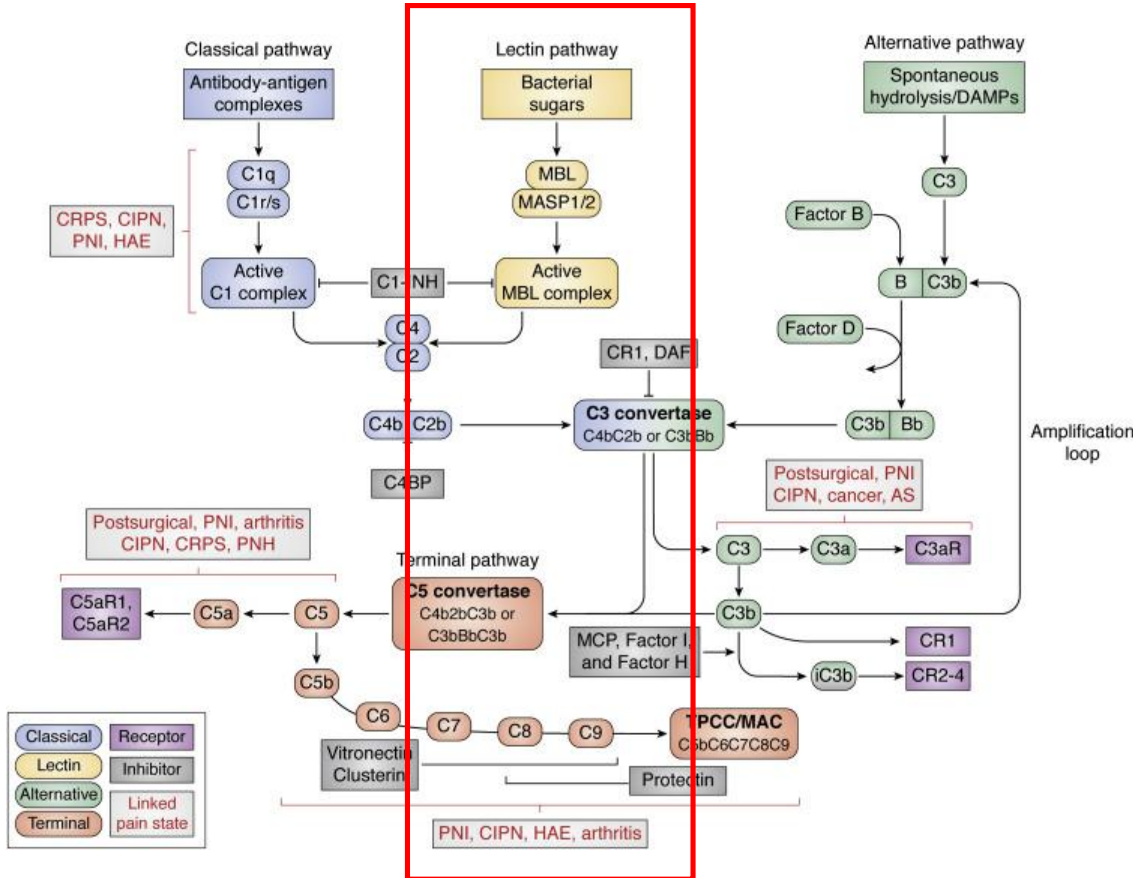 Classical pathway
Antibody-antigen
complexes
C1q
C1r/s
CRPS, CIPN,
PNI, HAE
Active
C1 complex
Lectin pathway
Bacterial
sugars
MBL
MASP1/2
Active
MBL complex
C1-INH
C4
C2
C4b C2b
C4BP
Alternative pathway
Spontaneous
hydrolysis/DAMPs
C3
Factor B
B C3b
Factor D
C3b Bb
CR1, DAF
C3 convertase
C4bC2b or C3bBb
Amplification
loop
Postsurgical, PNI
CIPN, cancer, AS
C3
C3a
C3aR
C3b
CR1
MCP, Factor I,
and Factor H
iC3b
CR2-4
Postsurgical, PNI, arthritis
CIPN, CRPS, PNH
Terminal pathway
C5 convertase
C4b2bC3b or
C3bBbC3b
C5
C5a
C5aR1,
C5aR2
C5b
C6
C7
C8
C9
TPCC/MAC
C5bC6C7C8C9
Vitronectin
Clusterin
Protectin
PNI, CIPN, HAE, arthritis
Classical
Lectin
Alternative
Terminal
Receptor
Inhibitor
Linked
pain state